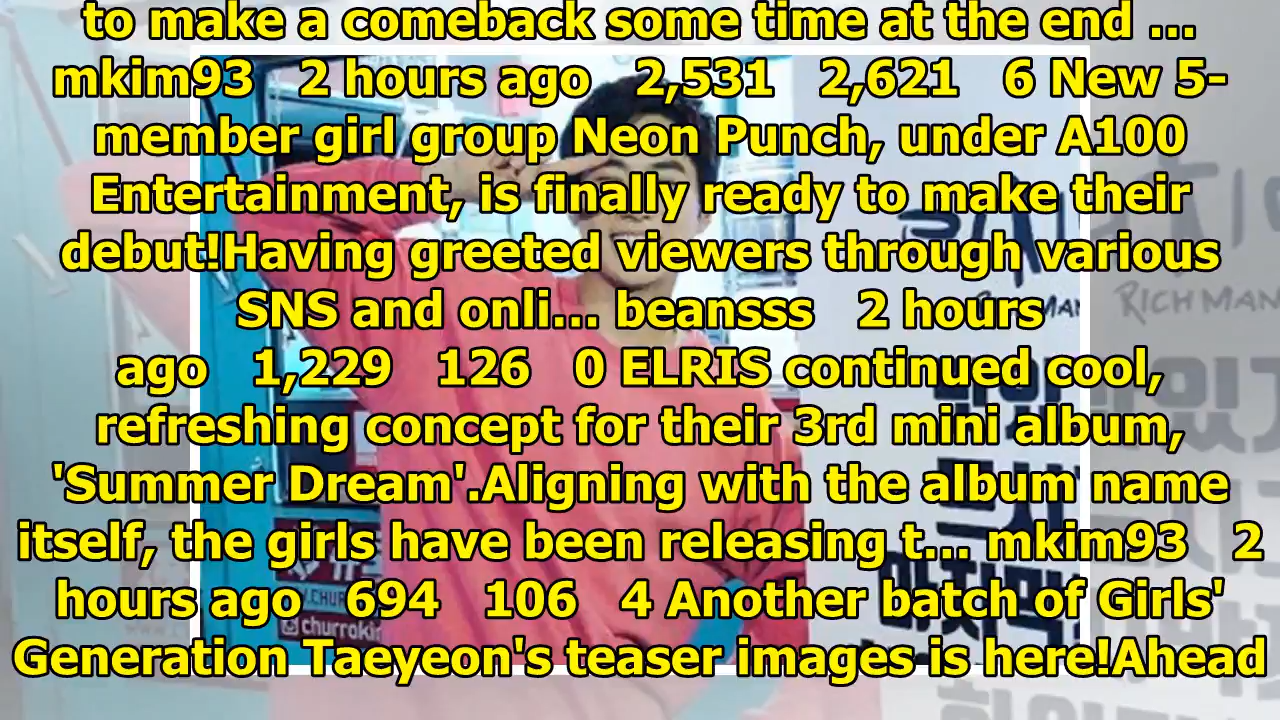 to make a comeback some time at the end ...
mkim93 2 hours ago 2,531 2,621 6 New 5-
member girl group Neon Punch, under A100
Entertainment, is finally ready to make their
debut!Having greeted viewers through various
SNS and onli... beansss 2 hours
ago 1,229 126 0 ELRIS continued cool,
refreshing concept for their 3rd mini album,
'Summer Dream'.Aligning with the album name
itself, the girls have been releasing t... mkim93 2
hours ago 694 106 4 Another batch of Girls'
Generation Taeyeon's teaser images is here!Ahead
RICH MAN